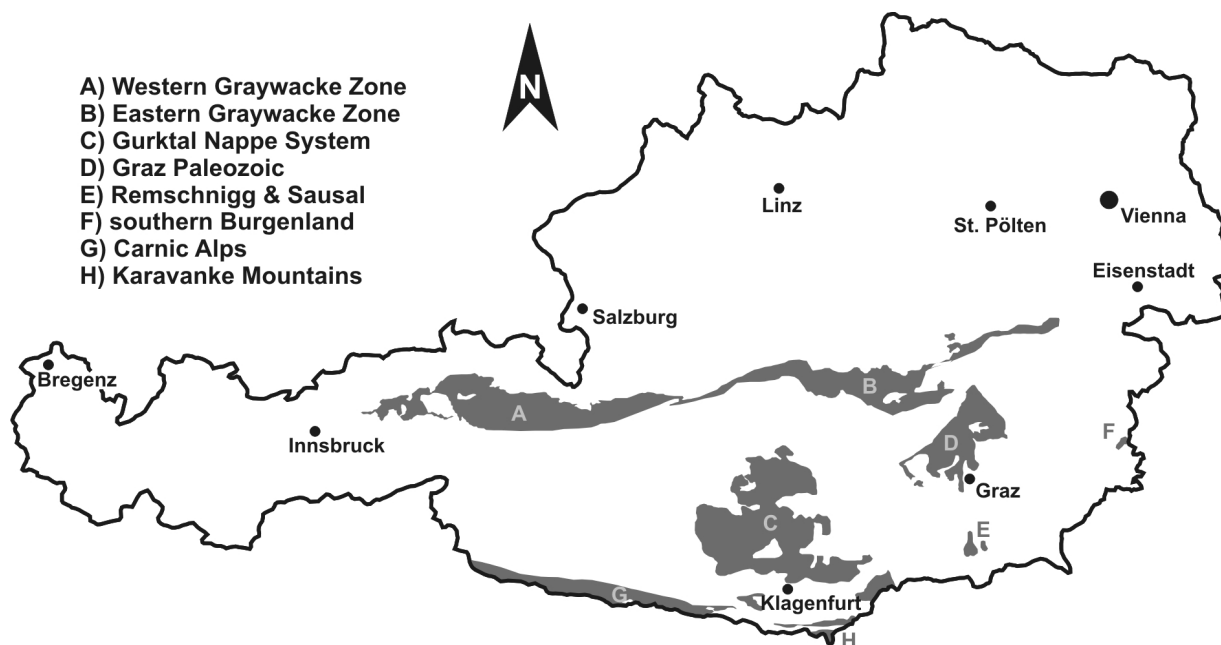 N
A) Western Graywacke Zone
B) Eastern Graywacke Zone
C) Gurktal Nappe System
D) Graz Paleozoic
E) Remschnigg & Sausal
F) southern Burgenland
G) Carnic Alps
H) Karavanke Mountains
Linz
St. Pölten
Vienna
Eisenstadt
Salzburg
Bregenz
A
B
Innsbruck
D
F
Graz
C
E
G
Klagenfurt
H